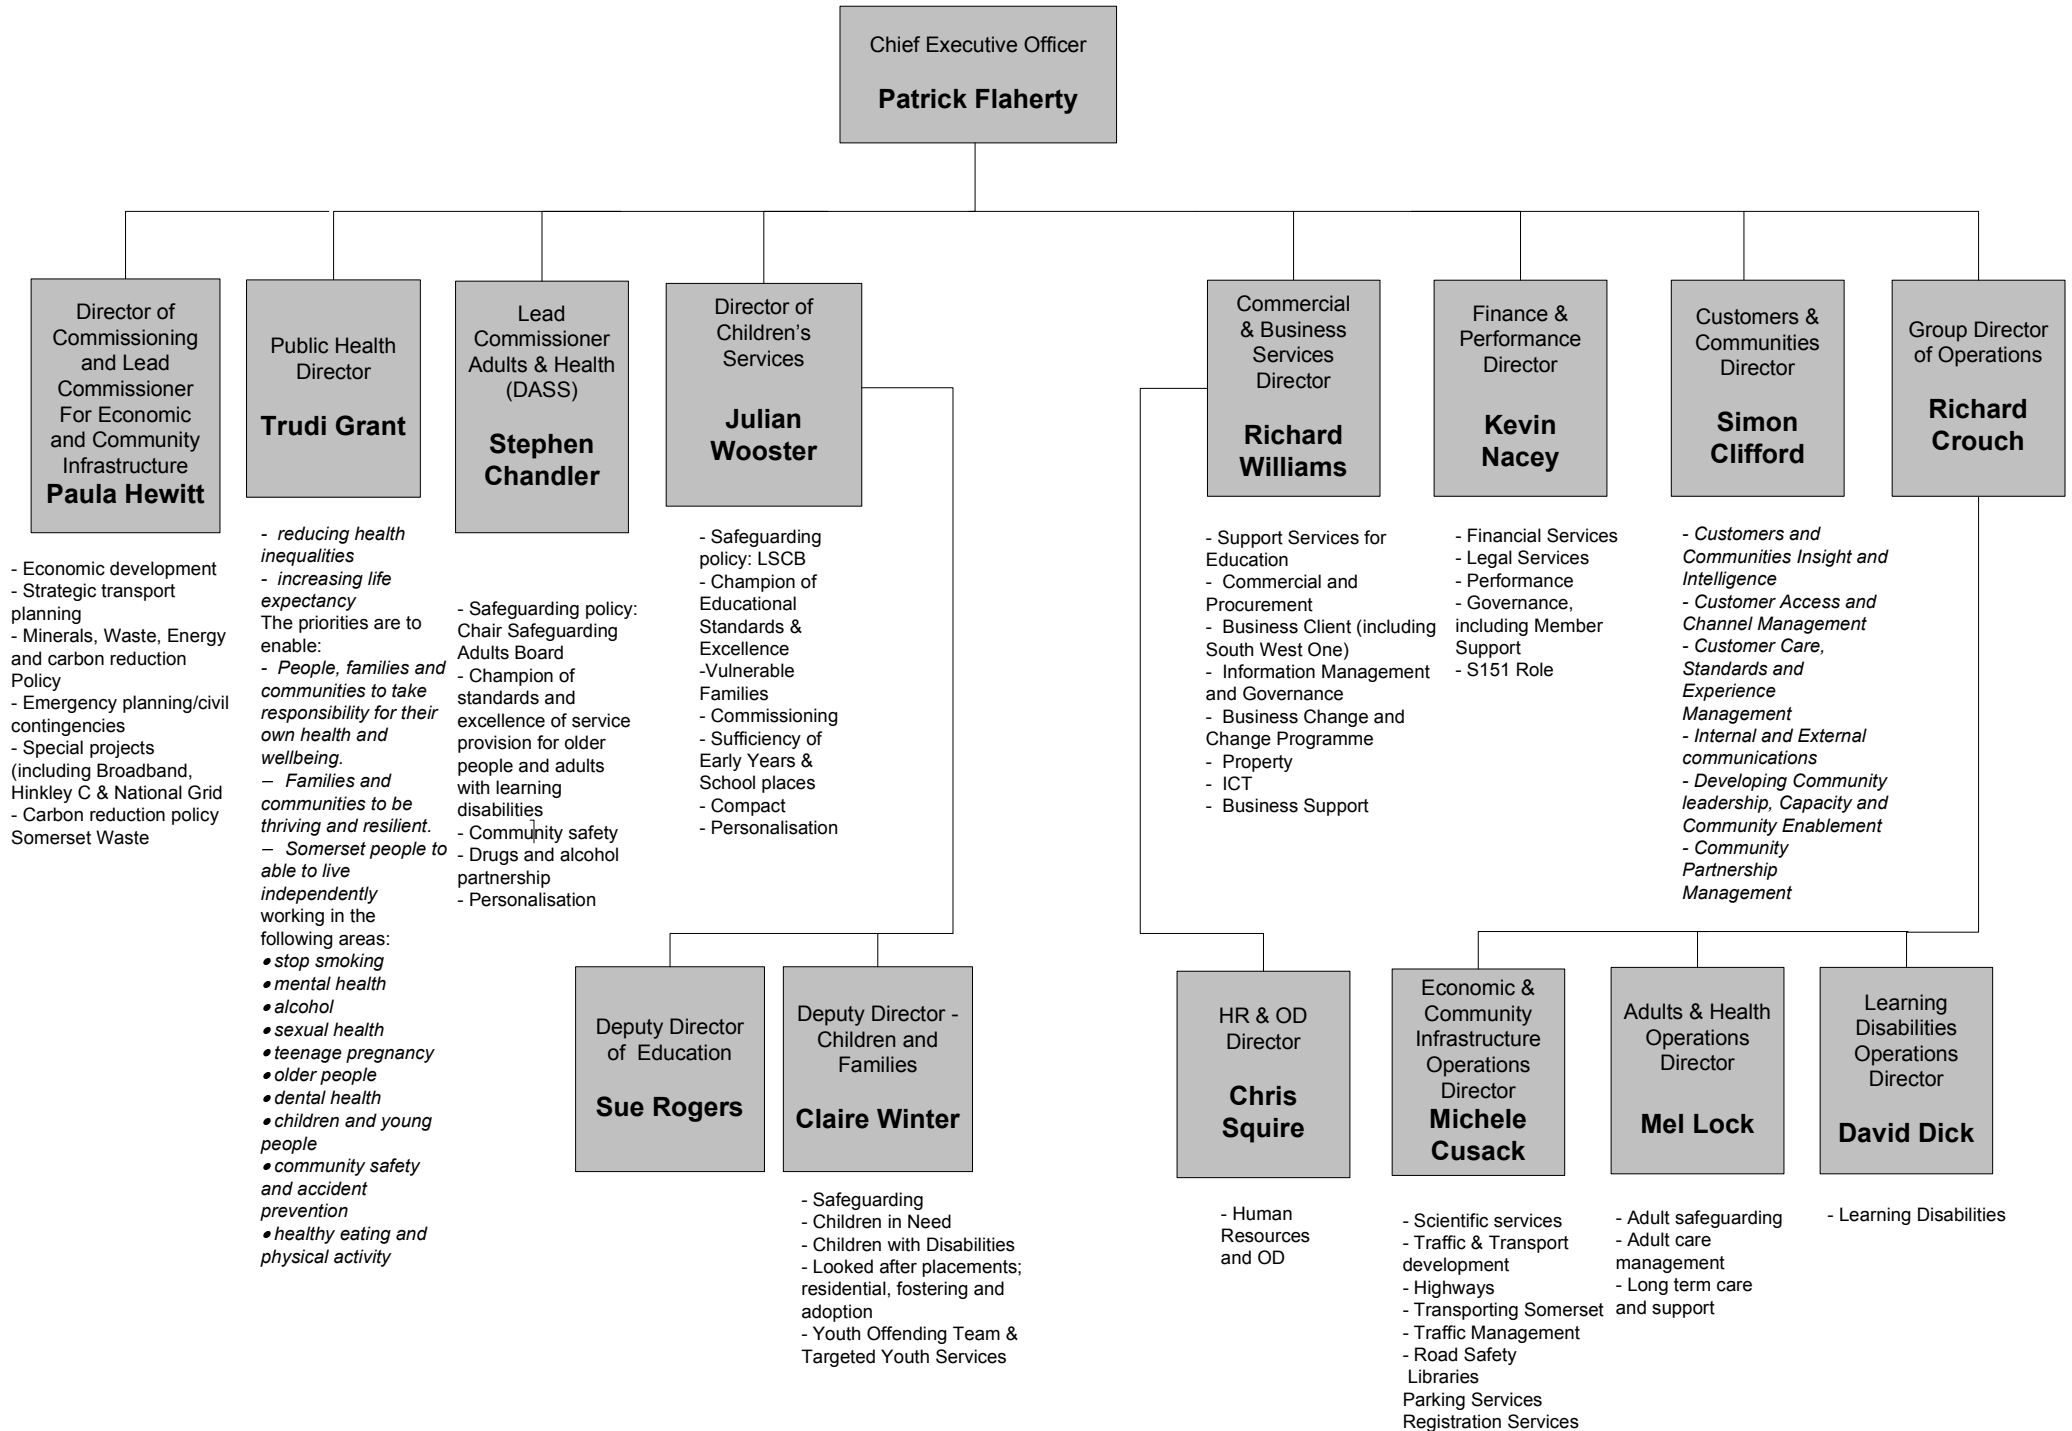 Chief Executive Officer
Patrick Flaherty
Director of
Commissioning
and Lead
Commissioner
For Economic
and Community
Infrastructure
Paula Hewitt
- Economic development
- Strategic transport
planning
- Minerals, Waste, Energy
and carbon reduction
Policy
- Emergency planning/civil
contingencies
- Special projects
(including Broadband,
Hinkley C & National Grid
- Carbon reduction policy
Somerset Waste
Public Health
Director
Trudi Grant
- reducing health
inequalities
- increasing life
expectancy
The priorities are to
enable:
- People, families and
communities to take
responsibility for their
own health and
wellbeing.
– Families and
communities to be
thriving and resilient.
– Somerset people to
able to live
independently
working in the
following areas:
• stop smoking
• mental health
• alcohol
• sexual health
• teenage pregnancy
• older people
• dental health
• children and young
people
• community safety
and accident
prevention
• healthy eating and
physical activity
Lead
Commissioner
Adults & Health
(DASS)
Stephen
Chandler
- Safeguarding policy:
Chair Safeguarding
Adults Board
- Champion of
standards and
excellence of service
provision for older
people and adults
with learning
disabilities
- Community safety
- Drugs and alcohol
partnership
- Personalisation
Director of
Children’s
Services
Julian
Wooster
- Safeguarding
policy: LSCB
- Champion of
Educational
Standards &
Excellence
-Vulnerable
Families
- Commissioning
- Sufficiency of
Early Years &
School places
- Compact
- Personalisation
Commercial
& Business
Services
Director
Richard
Williams
- Support Services for
Education
- Commercial and
Procurement
- Business Client (including
South West One)
- Information Management
and Governance
- Business Change and
Change Programme
- Property
- ICT
- Business Support
Finance &
Performance
Director
Kevin
Nacey
- Financial Services
- Legal Services
- Performance
- Governance,
including Member
Support
- S151 Role
Customers &
Communities
Director
Simon
Clifford
- Customers and
Communities Insight and
Intelligence
- Customer Access and
Channel Management
- Customer Care,
Standards and
Experience
Management
- Internal and External
communications
- Developing Community
leadership, Capacity and
Community Enablement
- Community
Partnership
Management
Group Director
of Operations
Richard
Crouch
Deputy Director
of Education
Sue Rogers
Deputy Director -
Children and
Families
Claire Winter
- Safeguarding
- Children in Need
- Children with Disabilities
- Looked after placements;
residential, fostering and
adoption
- Youth Offending Team &
Targeted Youth Services
HR & OD
Director
Chris
Squire
- Human
Resources
and OD
Economic &
Community
Infrastructure
Operations
Director
Michele
Cusack
- Scientific services
- Traffic & Transport
development
- Highways
- Transporting Somerset
- Traffic Management
- Road Safety
Libraries
Parking Services
Registration Services
Adults & Health
Operations
Director
Mel Lock
- Adult safeguarding
- Adult care
management
- Long term care
and support
Learning
Disabilities
Operations
Director
David Dick
- Learning Disabilities